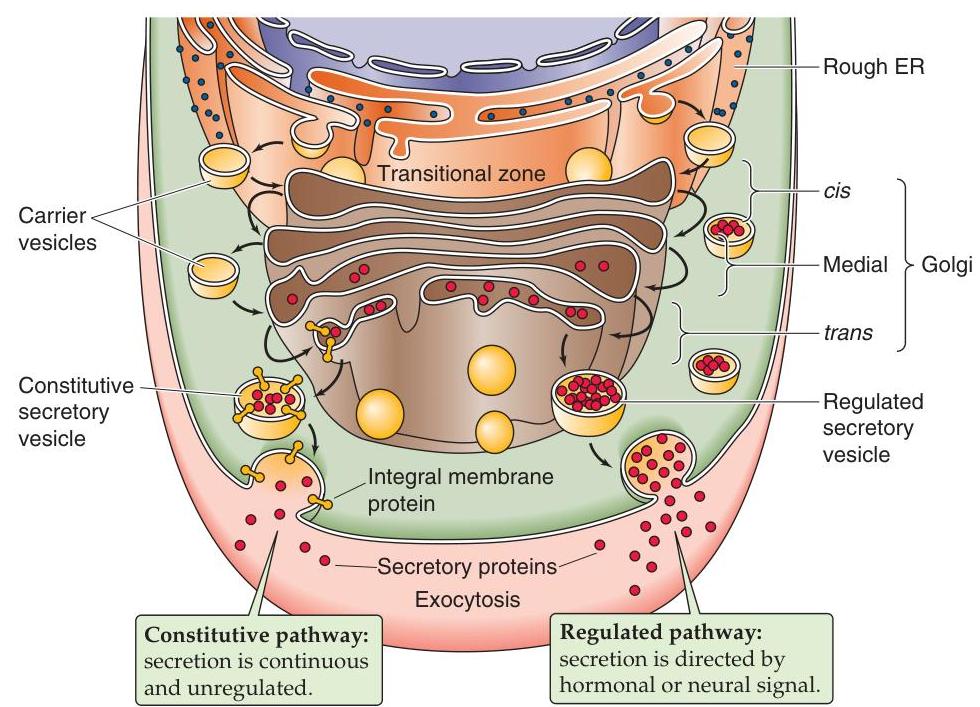 Rough ER
Transitional zone
cis
Carrier
vesicles
Medial
Golgi
trans
Constitutive
secretory
vesicle
Regulated
secretory
vesicle
Integral membrane
protein
Secretory proteins
Exocytosis
Constitutive pathway:
secretion is continuous
and unregulated.
Regulated pathway:
secretion is directed by
hormonal or neural signal.